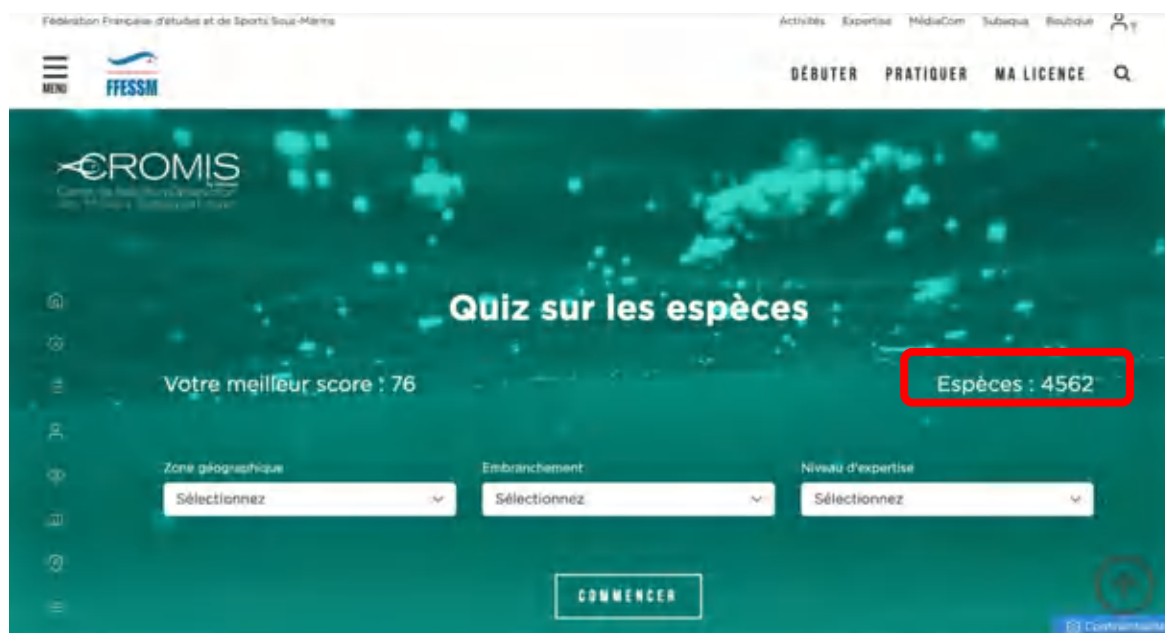 Fédération Française d'études et de Sports Sous-Marins
Activités Expertise MédiaCom Subaqua Boutique
MENU FFESSM DÉBUTER PRATIQUER MA LICENCE
CROMIS
Quiz sur les espèces
Votre meilleur score : 76 Espèces : 4562
Zone géographique Embranchement Niveau d'expertise
Sélectionnez Sélectionnez Sélectionnez
COMMENCER